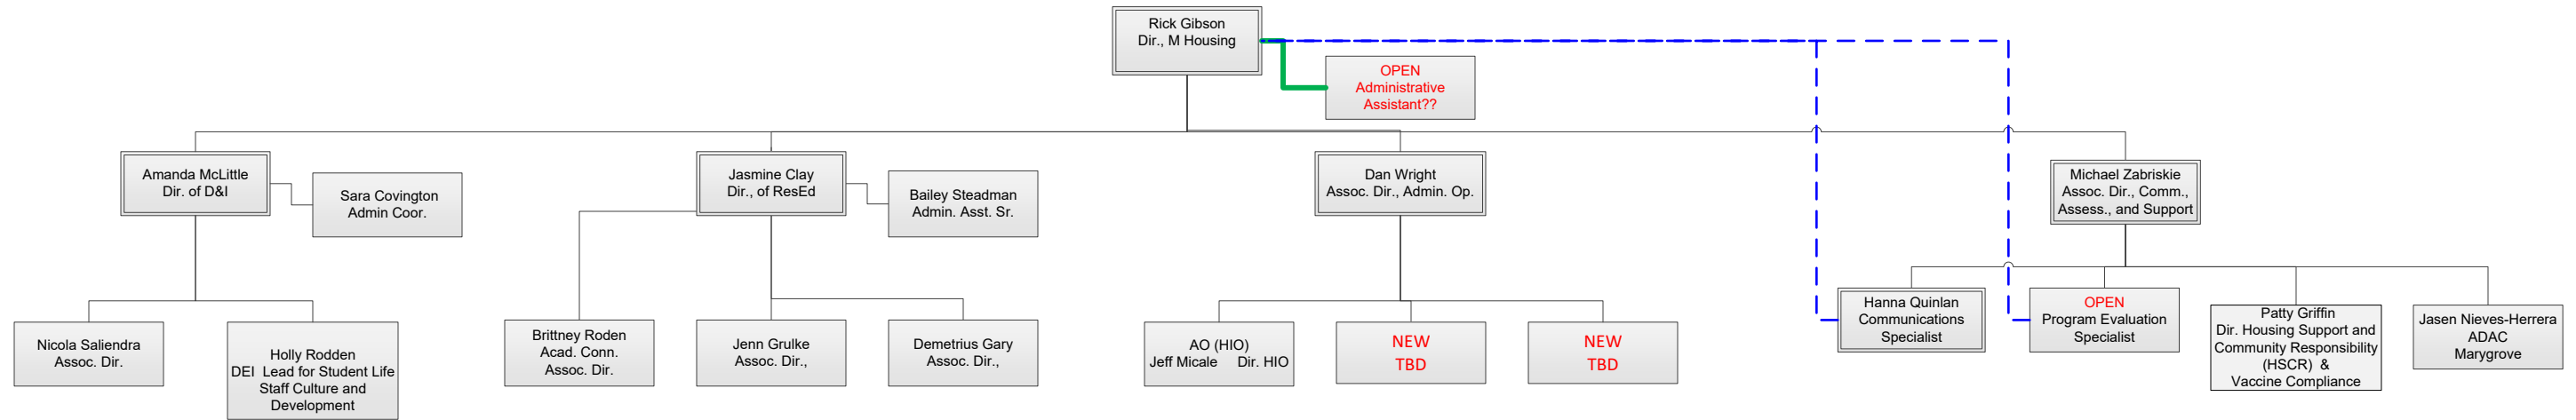 Rick Gibson
Dir., M Housing
OPEN
Administrative
Assistant??
Amanda McLittle
Dir. of D&I
Sara Covington
Admin Coor.
Jasmine Clay
Dir., of ResEd
Bailey Steadman
Admin. Asst. Sr.
Dan Wright
Assoc. Dir., Admin. Op.
Michael Zabriskie
Assoc. Dir., Comm.,
Assess., and Support
Nicola Saliendra
Assoc. Dir.
Holly Rodden
DEI Lead for Student Life
Staff Culture and
Development
Brittney Roden
Acad. Conn.
Assoc. Dir.
Jenn Grulke
Assoc. Dir.,
Demetrius Gary
Assoc. Dir.,
AO (HIO)
Jeff Micale Dir. HIO
NEW
TBD
NEW
TBD
Hanna Quinlan
Communications
Specialist
OPEN
Program Evaluation
Specialist
Patty Griffin
Dir. Housing Support and
Community Responsibility
(HSCR) &
Vaccine Compliance
Jasen Nieves-Herrera
ADAC
Marygrove